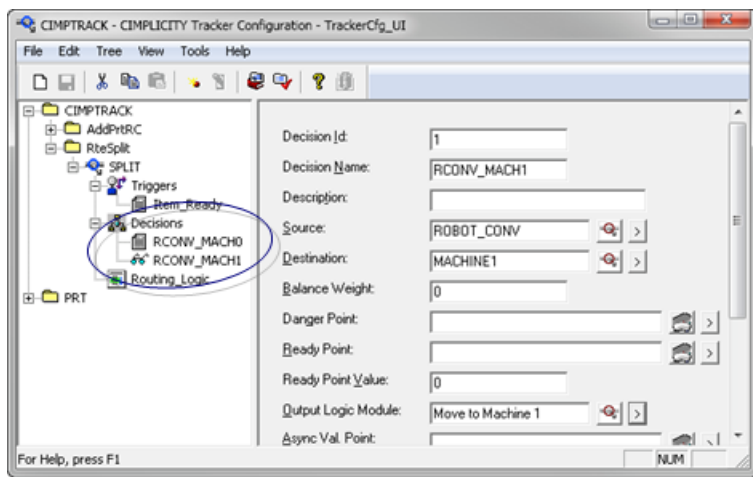 CIMPTRACK - CIMPLICITY Tracker Configuration - TrackerCfg_UI
File Edit Tree View Tools Help
CIMPTRACK
AddPrtRC
RteSplit
SPLIT
Triggers
Item_Ready
Decisions
RCONV_MACH0
RCONV_MACH1
Routing_Logic
PRT
Decision Id: 1
Decision Name: RCONV_MACH1
Description:
Source: ROBOT_CONV
Destination: MACHINE1
Balance Weight: 0
Danger Point:
Ready Point:
Ready Point Value: 0
Output Logic Module: Move to Machine 1
Async Val. Point:
For Help, press F1
NUM